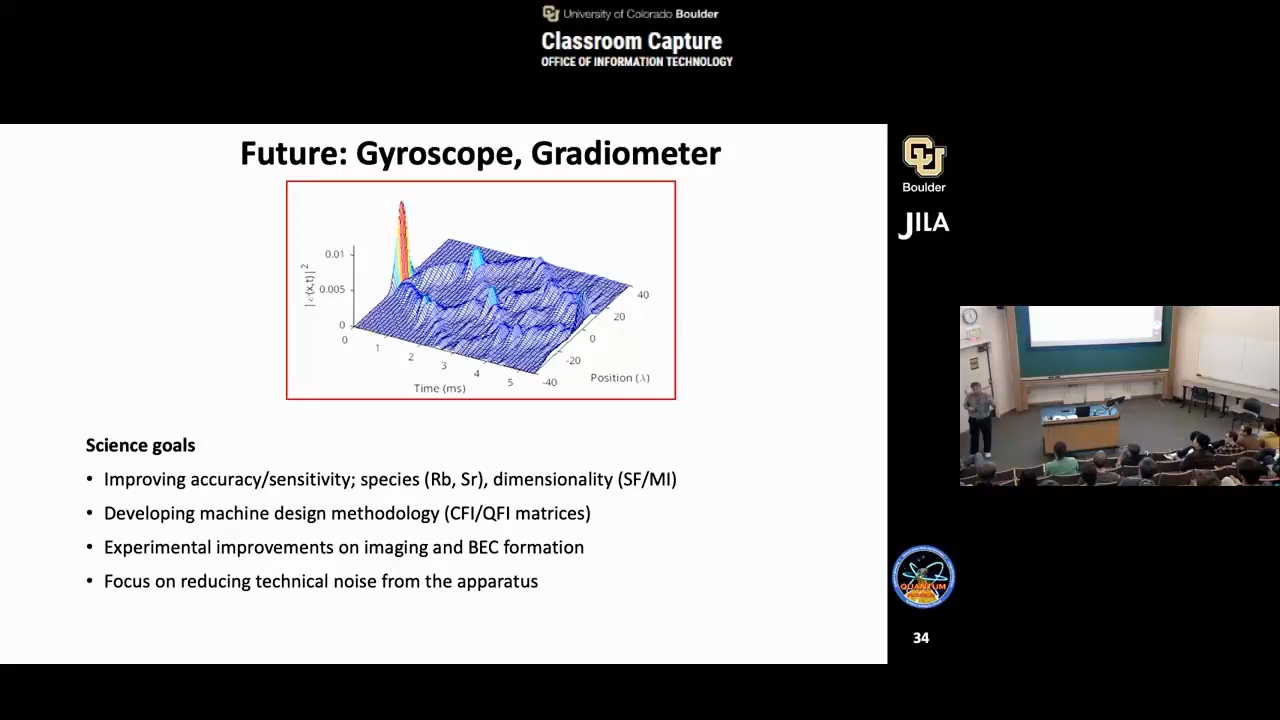 University of Colorado Boulder
Classroom Capture
OFFICE OF INFORMATION TECHNOLOGY
Future: Gyroscope, Gradiometer
0.01
0.005
0
0
1
2
3
4
5
Time (ms)
-40
-20
0
20
40
Position (λ)
Science goals
• Improving accuracy/sensitivity; species (Rb, Sr), dimensionality (SF/MI)
• Developing machine design methodology (CFI/QFI matrices)
• Experimental improvements on imaging and BEC formation
• Focus on reducing technical noise from the apparatus
CU
Boulder
JILA
QUANTUM
34